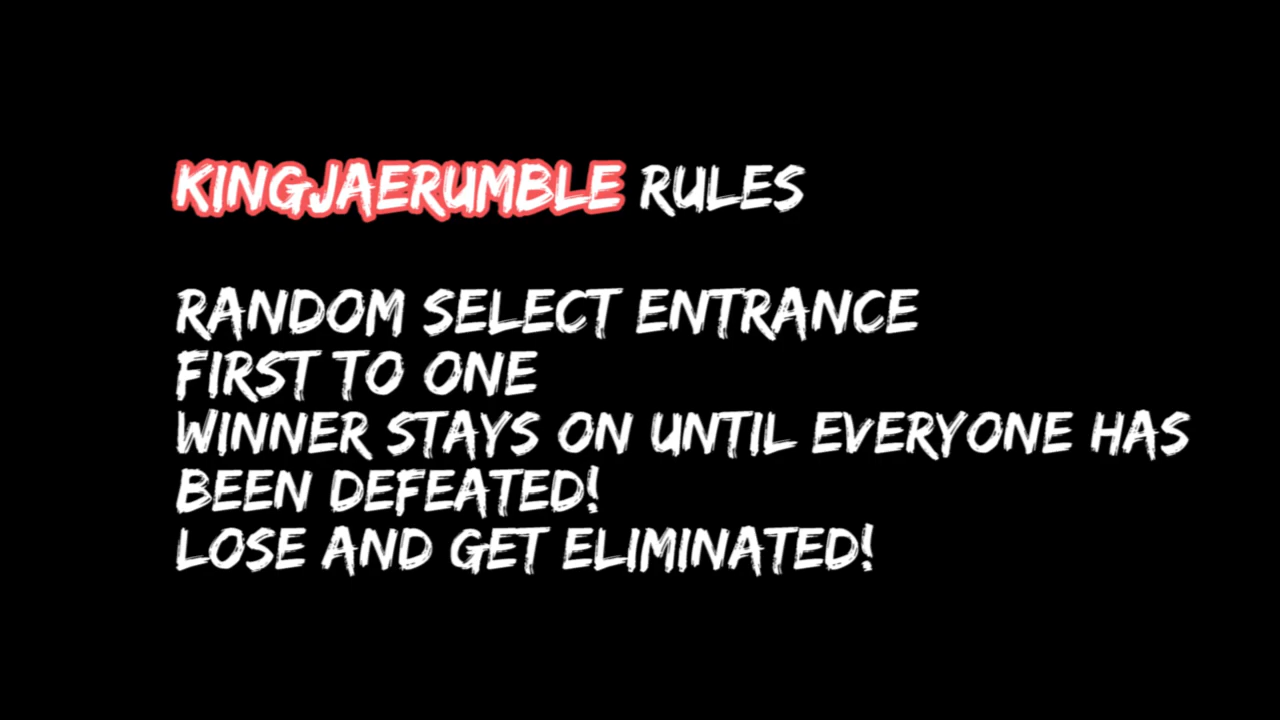 KINGJAERUMBLE RULES
RANDOM SELECT ENTRANCE
FIRST TO ONE
WINNER STAYS ON UNTIL EVERYONE HAS
BEEN DEFEATED!
LOSE AND GET ELIMINATED!